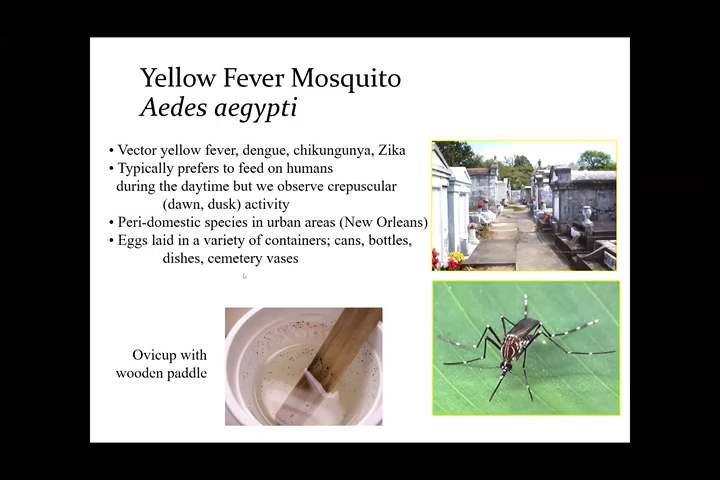 Yellow Fever Mosquito
Aedes aegypti
• Vector yellow fever, dengue, chikungunya, Zika
• Typically prefers to feed on humans
during the daytime but we observe crepuscular
(dawn, dusk) activity
• Peri-domestic species in urban areas (New Orleans)
• Eggs laid in a variety of containers; cans, bottles,
dishes, cemetery vases
Ovicup with
wooden paddle